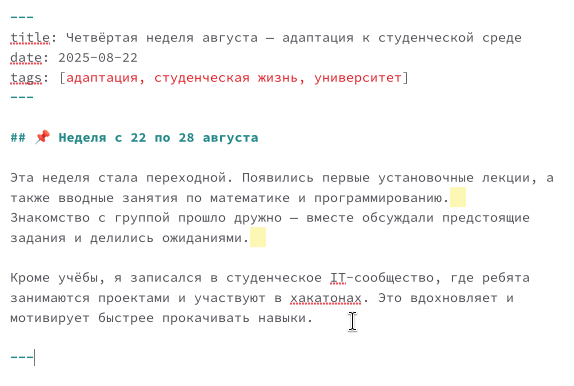 ---
title: Четвёртая неделя августа — адаптация к студенческой среде
date: 2025-08-22
tags: [адаптация, студенческая жизнь, университет]
---
## 📌 Неделя с 22 по 28 августа
Эта неделя стала переходной. Появились первые установочные лекции, а
также вводные занятия по математике и программированию.
Знакомство с группой прошло дружно — вместе обсуждали предстоящие
задания и делились ожиданиями.
Кроме учёбы, я записался в студенческое IT-сообщество, где ребята
занимаются проектами и участвуют в хакатонах. Это вдохновляет и
мотивирует быстрее прокачивать навыки.
---